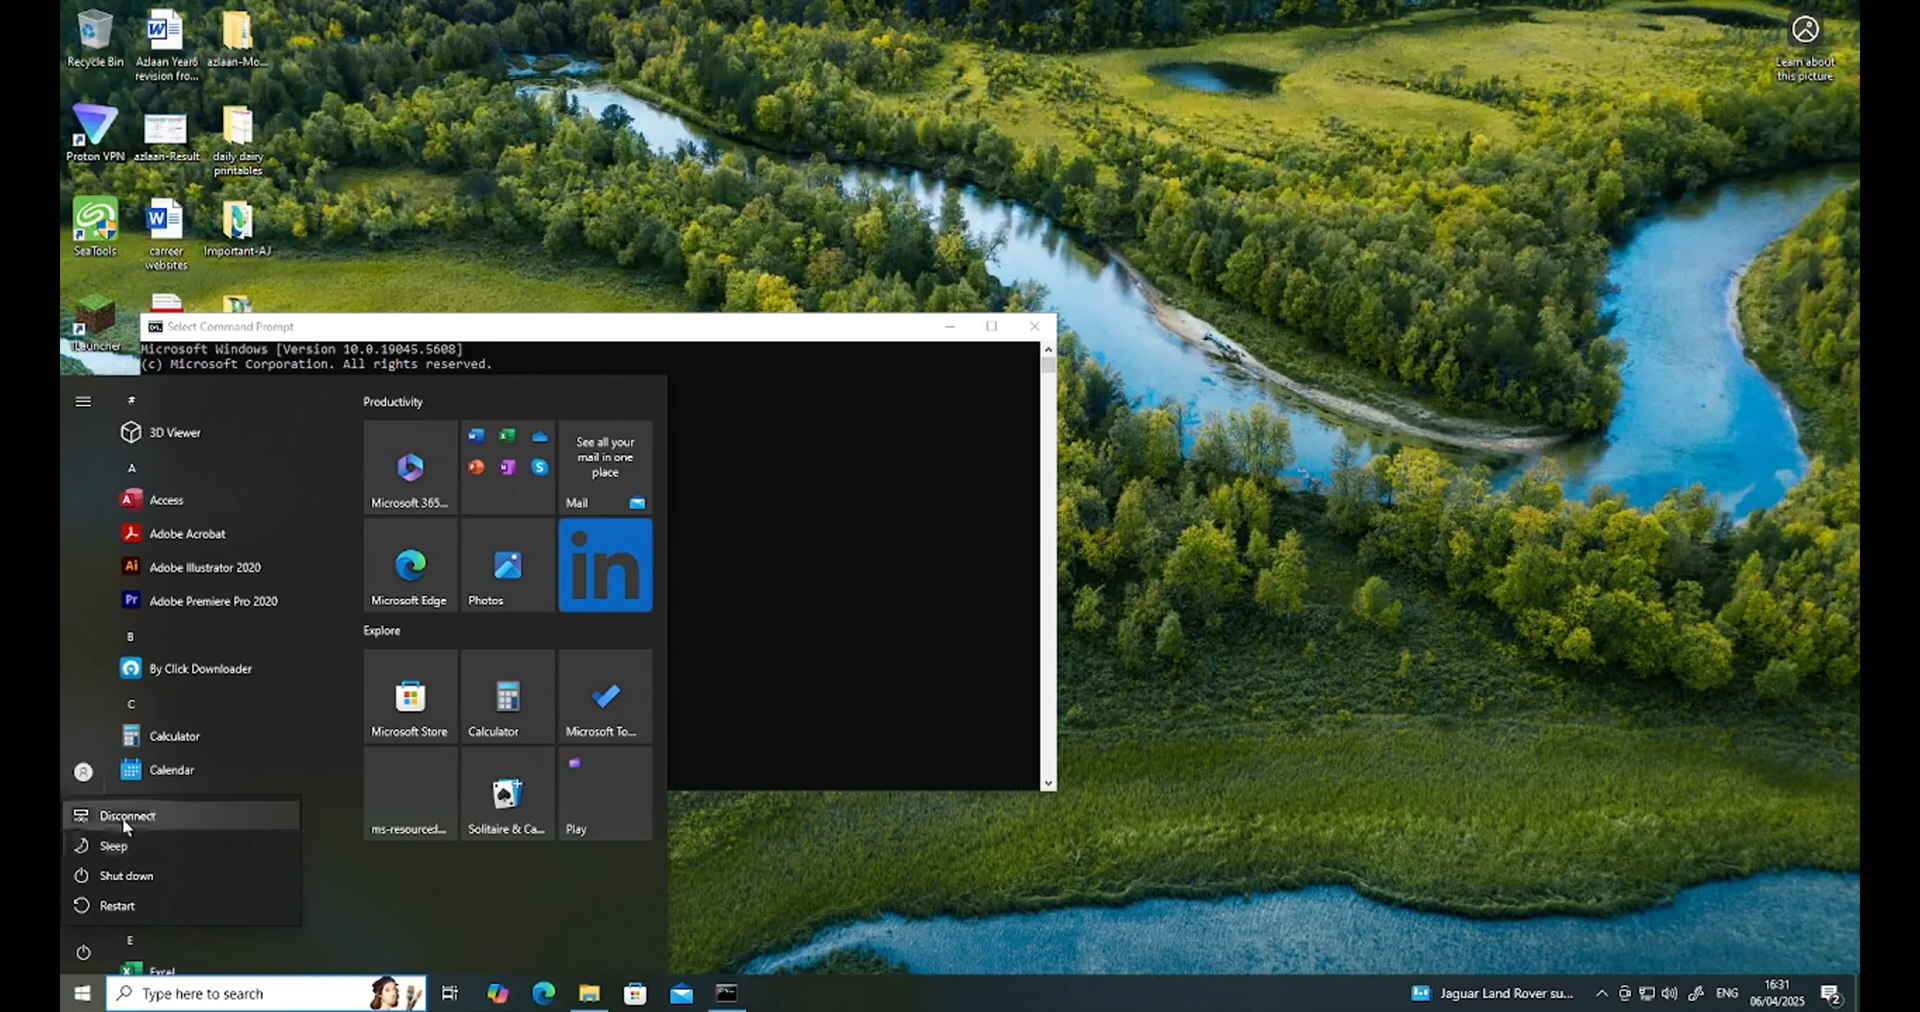 Recycle Bin
Azlaan Year6
revision fro...
azlaan-Mo...
Learn about
this picture
Proton VPN
azlaan-Result
daily dairy
printables
SeaTools
carreer
websites
Important-AJ
TLauncher
Select Command Prompt
Microsoft Windows [Version 10.0.19045.5608]
(c) Microsoft Corporation. All rights reserved.
#
3D Viewer
A
Access
Adobe Acrobat
Adobe Illustrator 2020
Adobe Premiere Pro 2020
B
By Click Downloader
C
Calculator
Calendar
Disconnect
Sleep
Shut down
Restart
E
Excel
Productivity
Microsoft 365...
See all your
mail in one
place
Mail
Microsoft Edge
Photos
in
Explore
Microsoft Store
Calculator
Microsoft To...
ms-resourced...
Solitaire & Ca...
Play
Type here to search
Jaguar Land Rover su...
ENG
16:31
06/04/2025
2